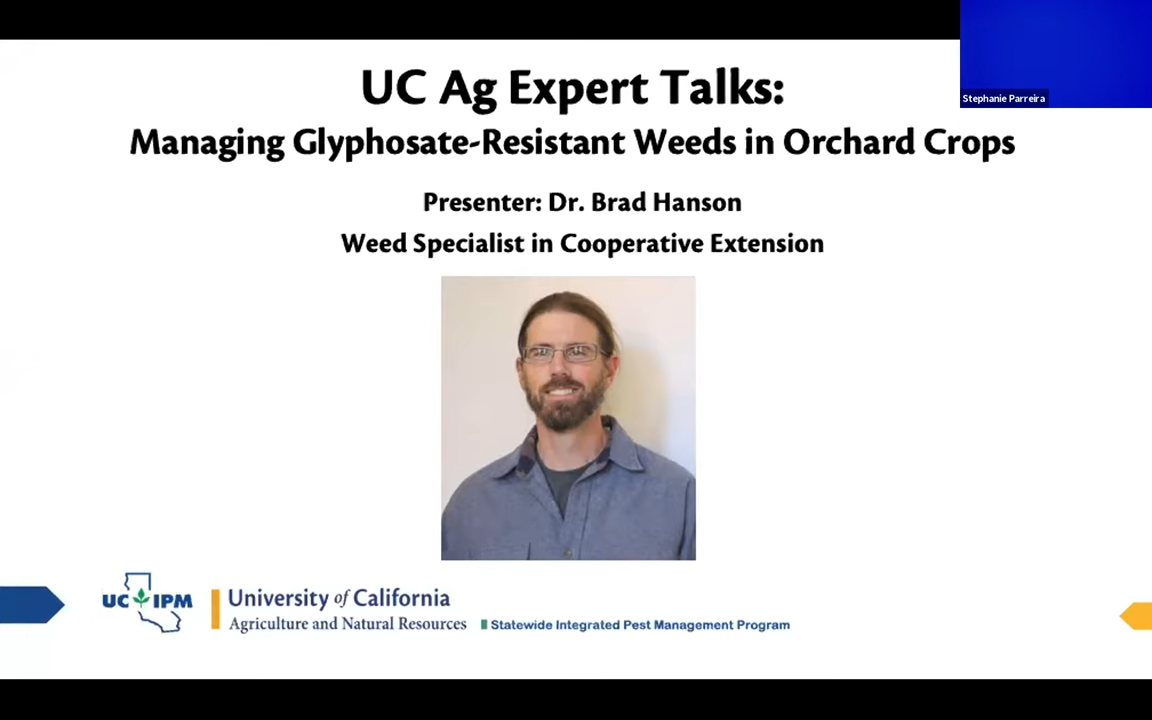 UC Ag Expert Talks:
Stephanie Parreira
Managing Glyphosate-Resistant Weeds in Orchard Crops
Presenter: Dr. Brad Hanson
Weed Specialist in Cooperative Extension
UC IPM
University of California
Agriculture and Natural Resources
Statewide Integrated Pest Management Program